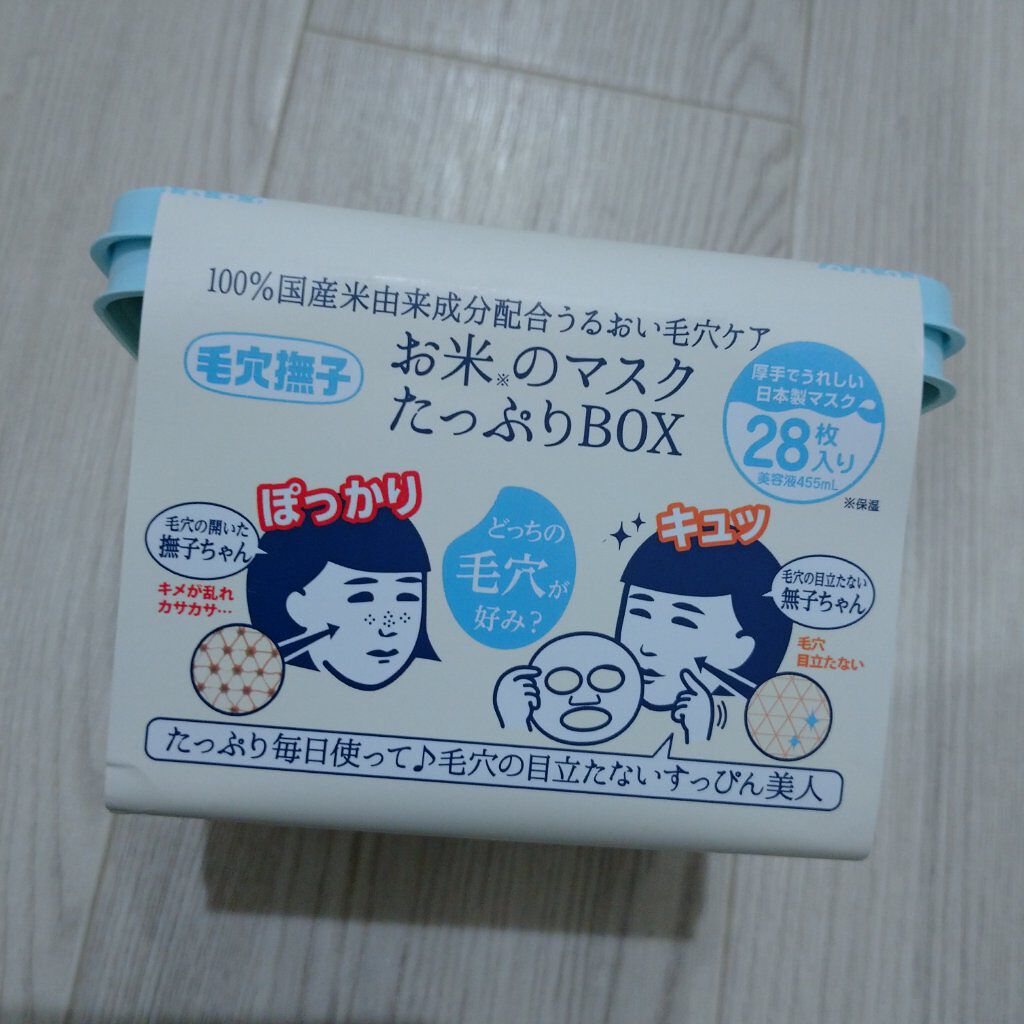 100%国産米由来成分配合うるおい毛穴ケア
毛穴撫子
お米※のマスク
たっぷりBOX
厚手でうれしい
日本製マスク
28枚入り
美容液455mL
※保湿
ぽっかり
毛穴の開いた
撫子ちゃん
キメが乱れ
カサカサ…
どっちの
毛穴が
好み?
キュッ
毛穴の目立たない
撫子ちゃん
毛穴
目立たない
たっぷり毎日使って♪毛穴の目立たないすっぴん美人